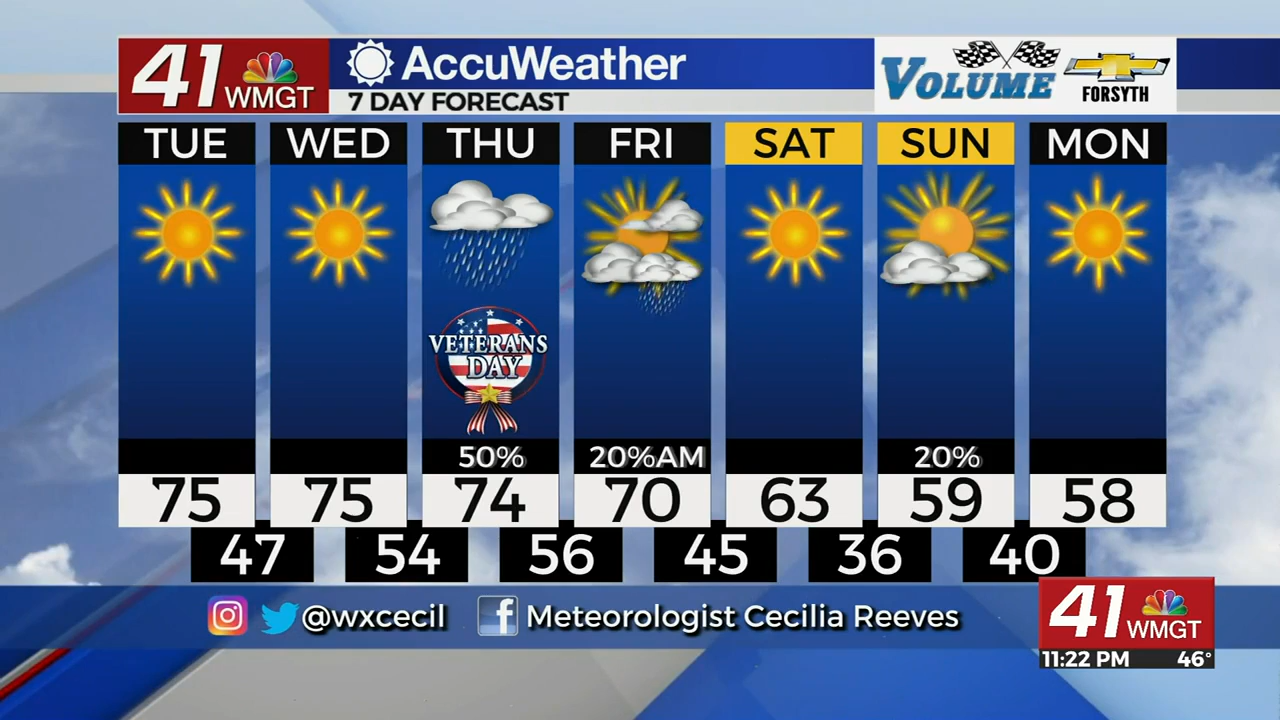 41 WMGT
AccuWeather
7 DAY FORECAST
VOLUME
FORSYTH
TUE WED THU FRI SAT SUN MON
VETERANS
DAY
50% 20%AM 20%
75 75 74 70 63 59 58
47 54 56 45 36 40
@wxcecil Meteorologist Cecilia Reeves
41 WMGT
11:22 PM 46°